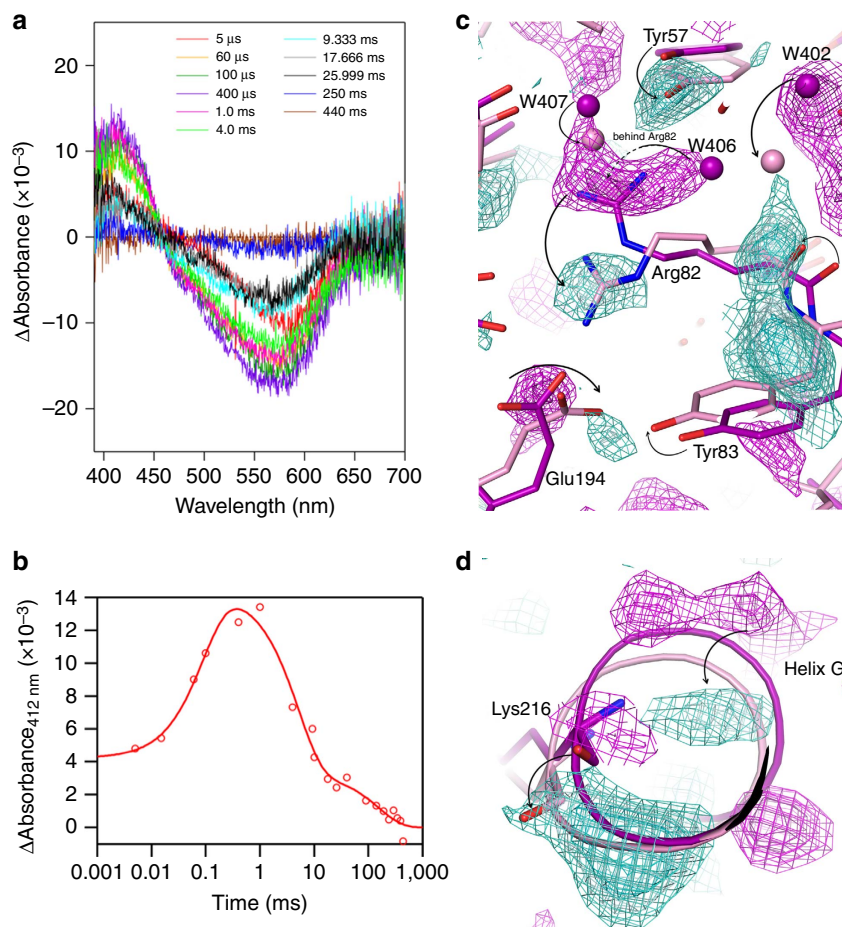 a
20
10
0
−10
−20
ΔAbsorbance (×10⁻³)
5 µs
60 µs
100 µs
400 µs
1.0 ms
4.0 ms
9.333 ms
17.666 ms
25.999 ms
250 ms
440 ms
400 450 500 550 600 650 700
Wavelength (nm)
c
Tyr57
W402
W407
behind Arg82
W406
Arg82
Glu194
Tyr83
b
14
12
10
8
6
4
2
0
ΔAbsorbance412 nm (×10⁻³)
0.001 0.01 0.1 1 10 100 1,000
Time (ms)
d
Helix G
Lys216